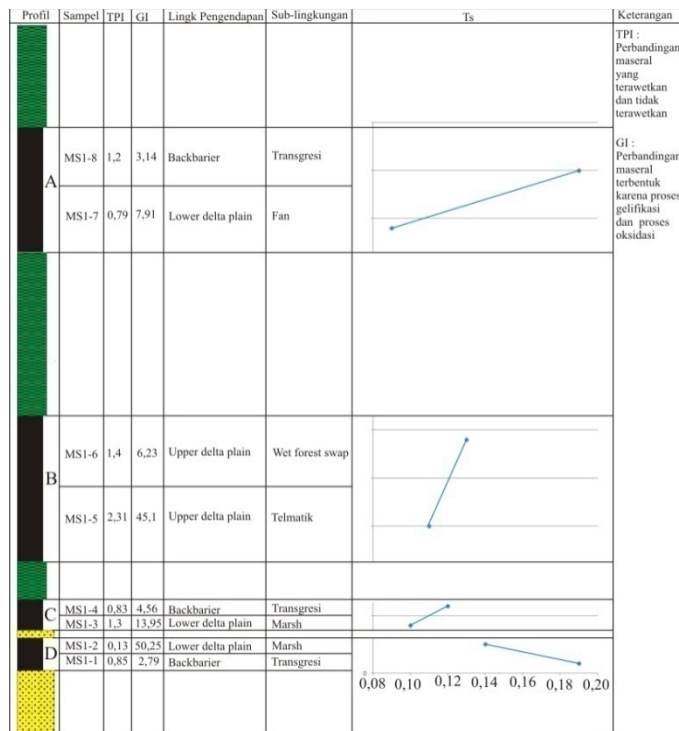 Profil Sampel TPI GI Lingk Pengendapan Sub-lingkungan Ts Keterangan
TPI :
Perbandingan
maseral
yang
terawetkan
dan tidak
terawetkan
GI :
Perbandingan
maseral
terbentuk
karena proses
gelifikasi
dan proses
oksidasi
A
MS1-8 1,2 3,14 Backbarier Transgresi
MS1-7 0,79 7,91 Lower delta plain Fan
B
MS1-6 1,4 6,23 Upper delta plain Wet forest swap
MS1-5 2,31 45,1 Upper delta plain Telmatik
C
MS1-4 0,83 4,56 Backbarier Transgresi
MS1-3 1,3 13,95 Lower delta plain Marsh
D
MS1-2 0,13 50,25 Lower delta plain Marsh
MS1-1 0,85 2,79 Backbarier Transgresi
0
0,08 0,10 0,12 0,14 0,16 0,18 0,20